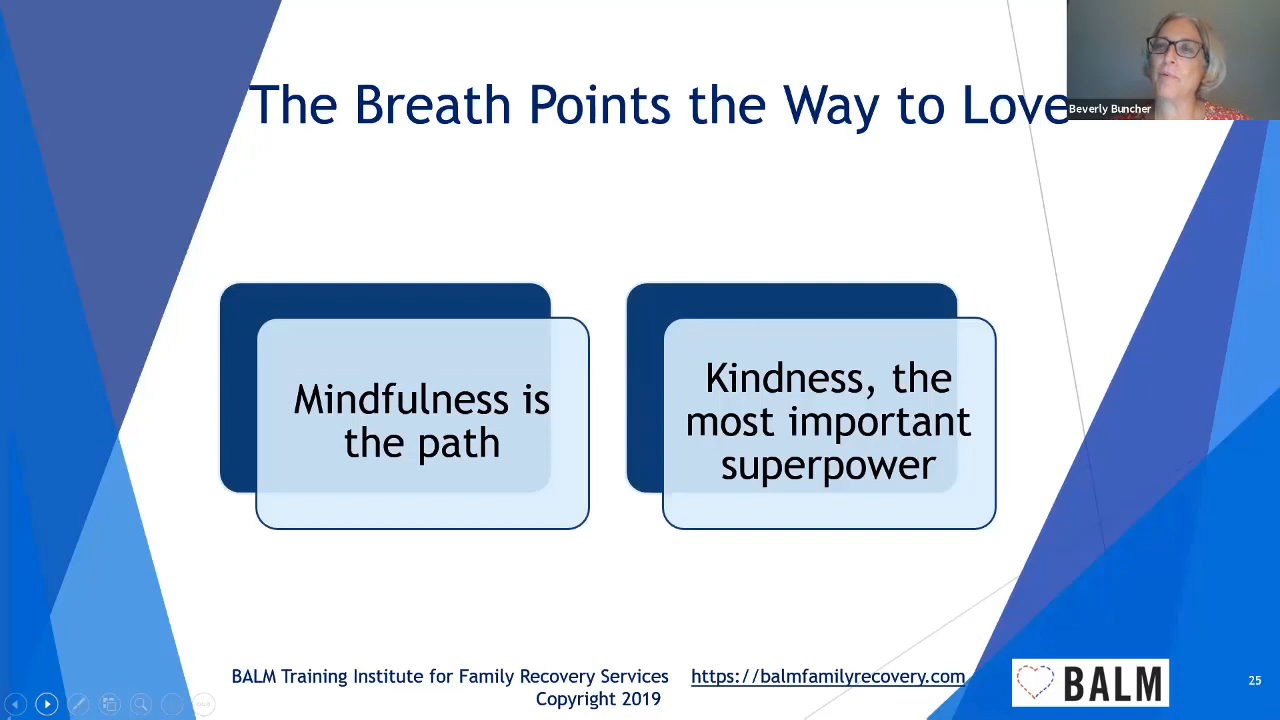 The Breath Points the Way to Love
Beverly Buncher
Mindfulness is
the path
Kindness, the
most important
superpower
BALM Training Institute for Family Recovery Services https://balmfamilyrecovery.com
Copyright 2019
BALM
25